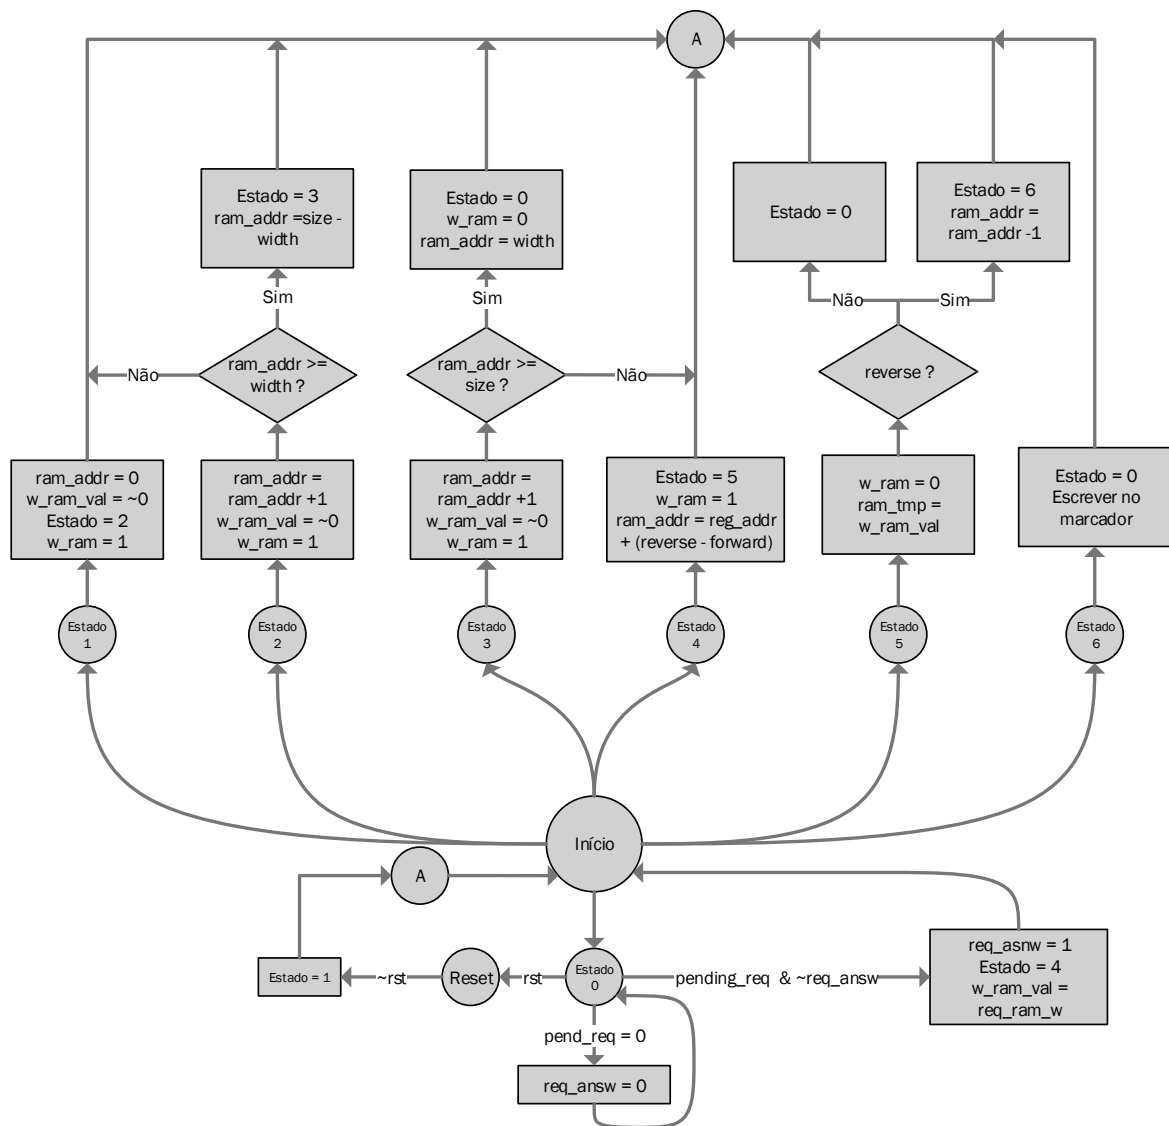 A
Estado = 3
ram_addr =size -
width
Estado = 0
w_ram = 0
ram_addr = width
Estado = 0
Estado = 6
ram_addr =
ram_addr -1
Sim
Sim
Não
Sim
ram_addr >=
width ?
Não
ram_addr >=
size ?
Não
reverse ?
ram_addr = 0
w_ram_val = ~0
Estado = 2
w_ram = 1
ram_addr =
ram_addr +1
w_ram_val = ~0
w_ram = 1
ram_addr =
ram_addr +1
w_ram_val = ~0
w_ram = 1
Estado = 5
w_ram = 1
ram_addr = reg_addr
+ (reverse - forward)
w_ram = 0
ram_tmp =
w_ram_val
Estado = 0
Escrever no
marcador
Estado
1
Estado
2
Estado
3
Estado
4
Estado
5
Estado
6
Início
A
Estado = 1
~rst
Reset
rst
Estado
0
pending_req & ~req_answ
req_asnw = 1
Estado = 4
w_ram_val =
req_ram_w
pend_req = 0
req_answ = 0